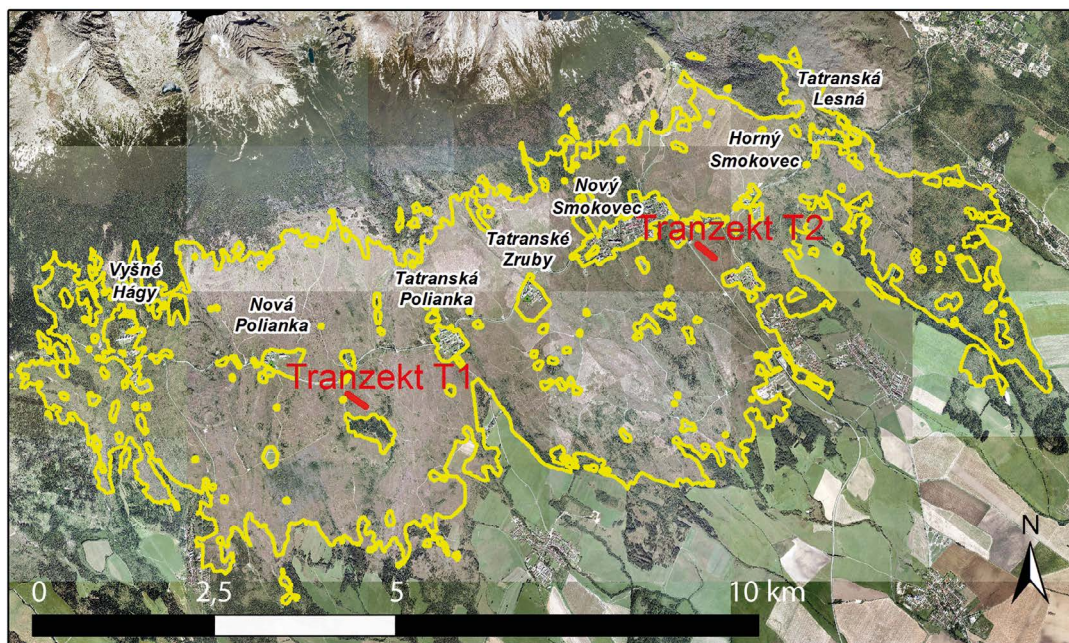 Tatranská
Lesná
Horný
Smokovec
Nový
Smokovec
Tranzekt T2
Tatranské
Zruby
Vyšné
Hágy
Tatranská
Polianka
Nová
Polianka
Tranzekt T1
N
0 2,5 5 10 km